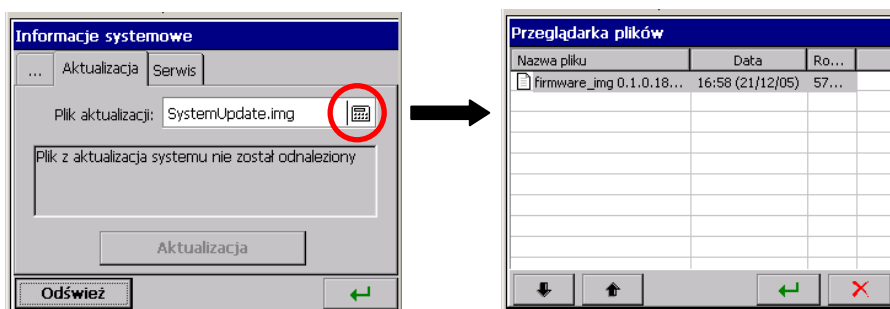 Informacje systemowe
... Aktualizacja Serwis
Plik aktualizacji: SystemUpdate.img
Plik z aktualizacja systemu nie został odnaleziony
Aktualizacja
Odśwież
Przeglądarka plików
Nazwa pliku Data Ro...
firmware_img 0.1.0.18... 16:58 (21/12/05) 57...